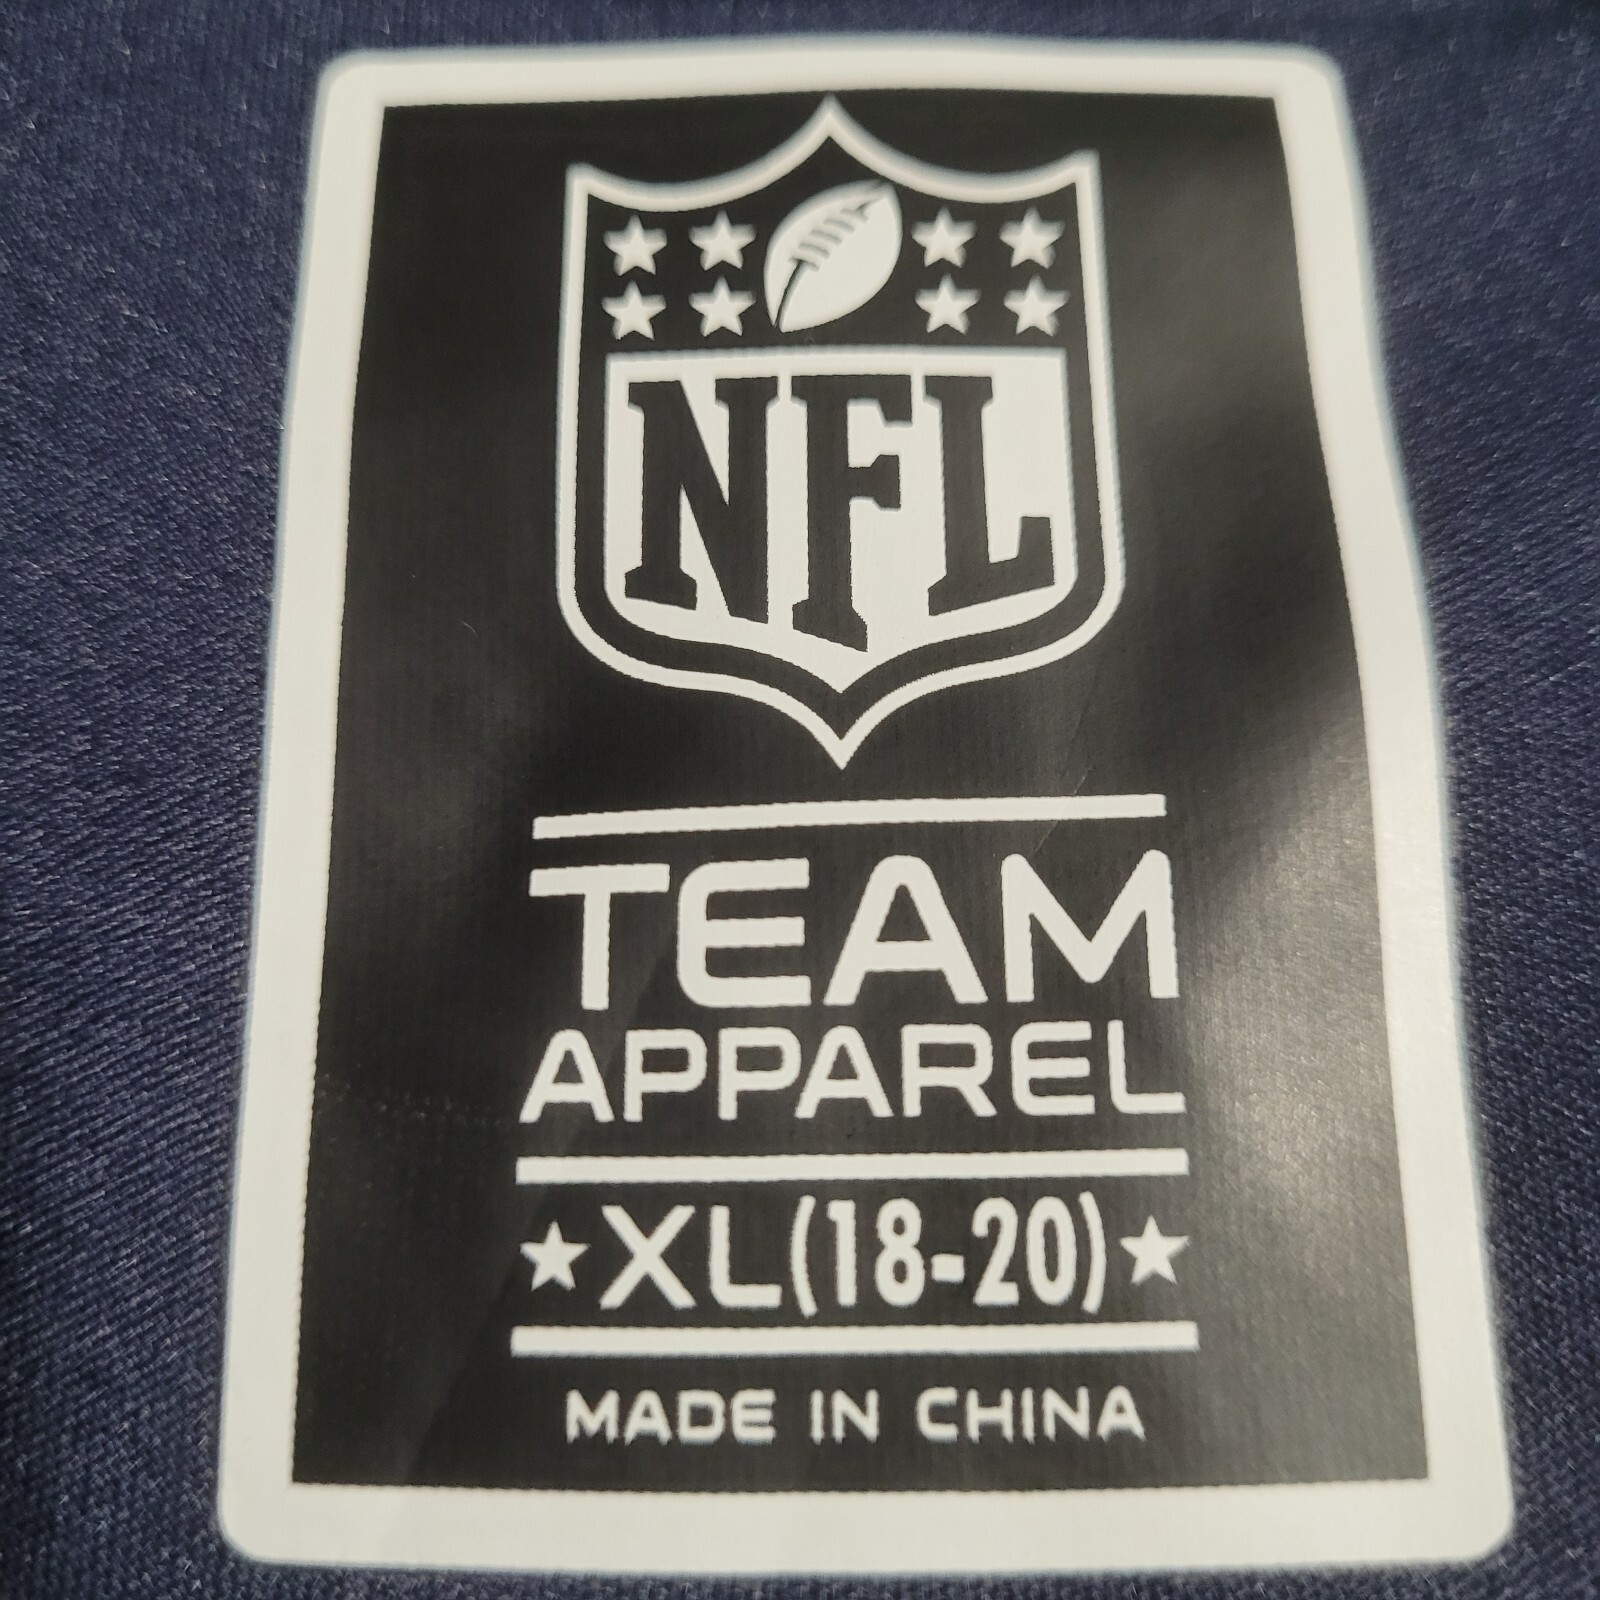 NFL
TEAM
APPAREL
XL(18-20)
MADE IN CHINA